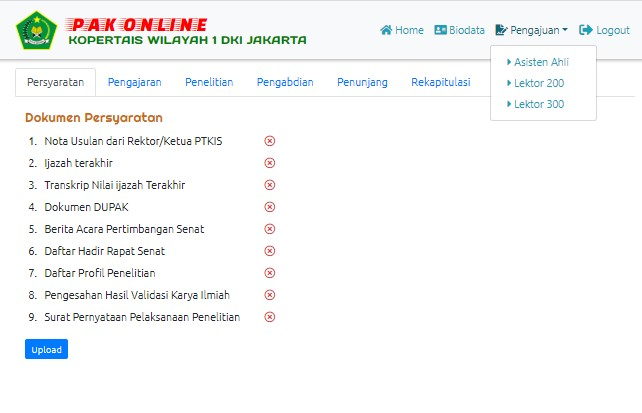 PAK ONLINE
KOPERTAIS WILAYAH 1 DKI JAKARTA
Home Biodata Pengajuan Logout
Asisten Ahli
Lektor 200
Lektor 300
Persyaratan Pengajaran Penelitian Pengabdian Penunjang Rekapitulasi
Dokumen Persyaratan
1. Nota Usulan dari Rektor/Ketua PTKIS
2. Ijazah terakhir
3. Transkrip Nilai ijazah Terakhir
4. Dokumen DUPAK
5. Berita Acara Pertimbangan Senat
6. Daftar Hadir Rapat Senat
7. Daftar Profil Penelitian
8. Pengesahan Hasil Validasi Karya Ilmiah
9. Surat Pernyataan Pelaksanaan Penelitian
Upload